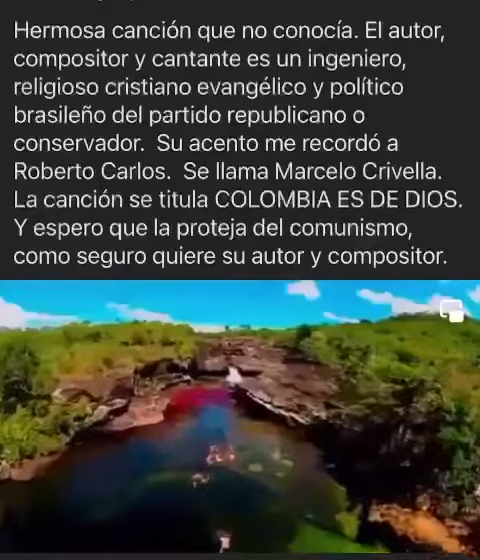 Hermosa canción que no conocía. El autor,
compositor y cantante es un ingeniero,
religioso cristiano evangélico y político
brasileño del partido republicano o
conservador.  Su acento me recordó a
Roberto Carlos.  Se llama Marcelo Crivella.
La canción se titula COLOMBIA ES DE DIOS.
Y espero que la proteja del comunismo,
como seguro quiere su autor y compositor.